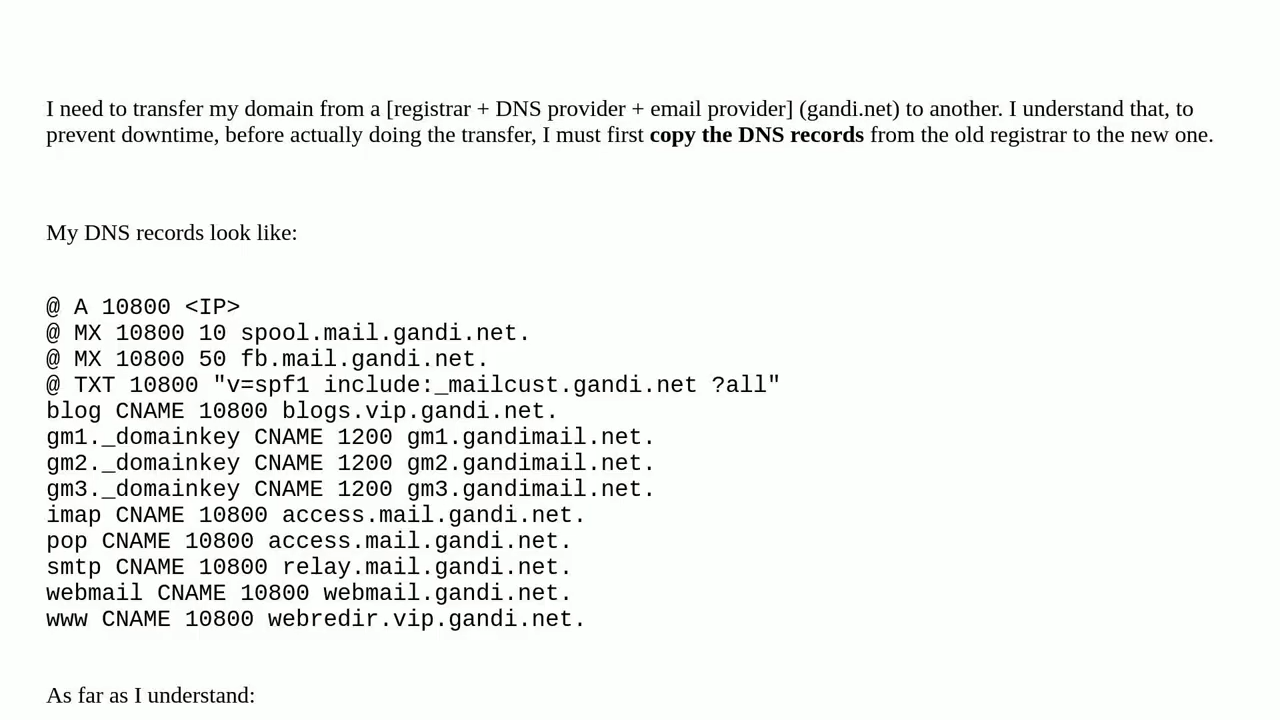 I need to transfer my domain from a [registrar + DNS provider + email provider] (gandi.net) to another. I understand that, to
prevent downtime, before actually doing the transfer, I must first copy the DNS records from the old registrar to the new one.
My DNS records look like:
@ A 10800 <IP>
@ MX 10800 10 spool.mail.gandi.net.
@ MX 10800 50 fb.mail.gandi.net.
@ TXT 10800 "v=spf1 include:_mailcust.gandi.net ?all"
blog CNAME 10800 blogs.vip.gandi.net.
gm1._domainkey CNAME 1200 gm1.gandimail.net.
gm2._domainkey CNAME 1200 gm2.gandimail.net.
gm3._domainkey CNAME 1200 gm3.gandimail.net.
imap CNAME 10800 access.mail.gandi.net.
pop CNAME 10800 access.mail.gandi.net.
smtp CNAME 10800 relay.mail.gandi.net.
webmail CNAME 10800 webmail.gandi.net.
www CNAME 10800 webredir.vip.gandi.net.
As far as I understand: